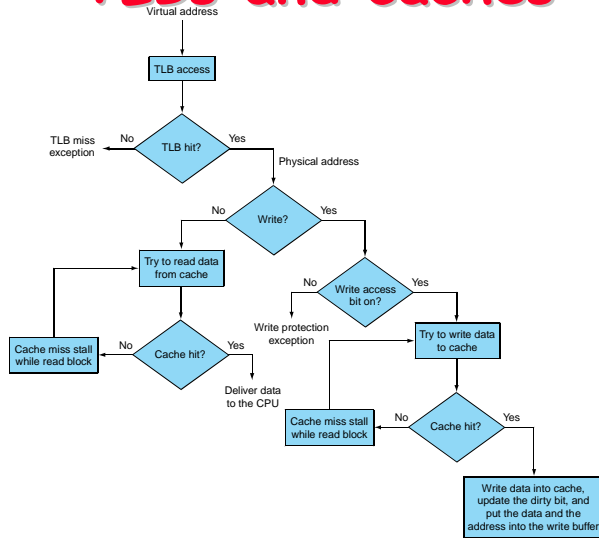 TLBs and caches
Virtual address
TLB access
TLB miss
exception
No
TLB hit?
Yes
Physical address
No
Write?
Yes
Try to read data
from cache
No
Write access
bit on?
Yes
Write protection
exception
Try to write data
to cache
Cache miss stall
while read block
No
Cache hit?
Yes
Deliver data
to the CPU
Cache miss stall
while read block
No
Cache hit?
Yes
Write data into cache,
update the dirty bit, and
put the data and the
address into the write buffer